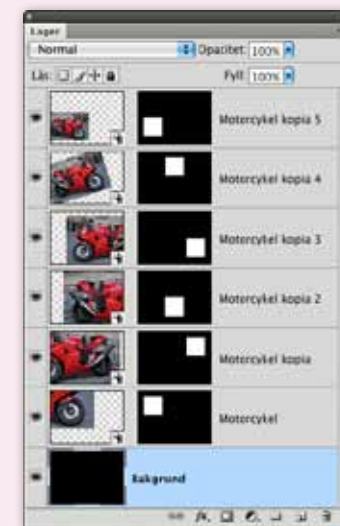 Lager
Normal Opacitet: 100%
Lås: Fyll: 100%
Motorcykel kopia 5
Motorcykel kopia 4
Motorcykel kopia 3
Motorcykel kopia 2
Motorcykel kopia
Motorcykel
Bakgrund
fx.